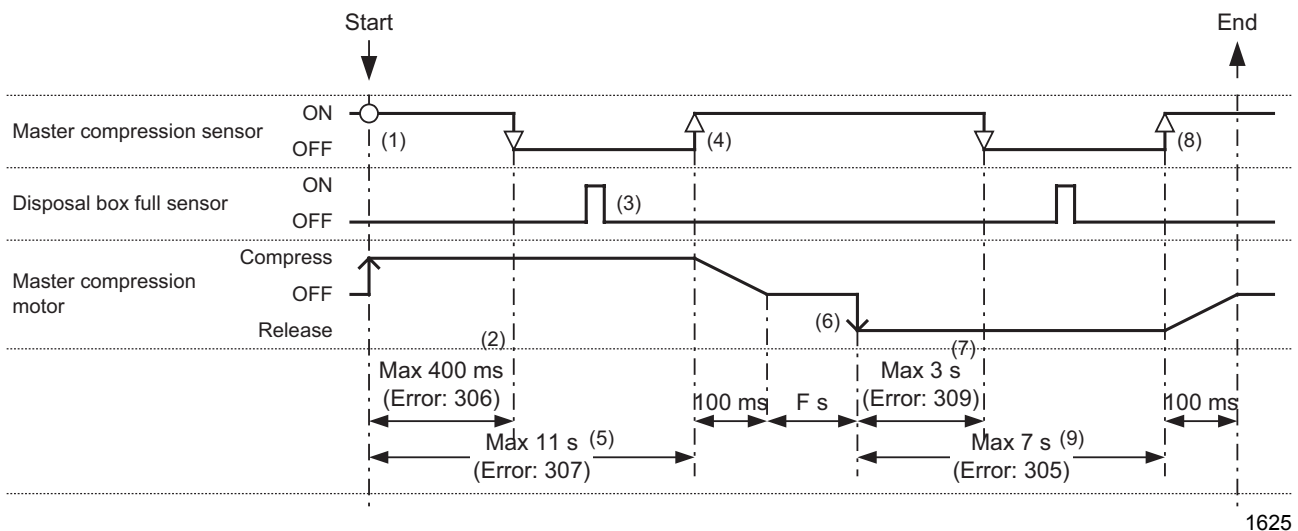 Start End
Master compression sensor
ON
OFF
(1) (4) (8)
Disposal box full sensor
ON
OFF
(3)
Master compression
motor
Compress
OFF
Release
(6)
(2) (7)
Max 400 ms
(Error: 306)
Max 3 s
(Error: 309)
100 ms F s 100 ms
Max 11 s (5)
(Error: 307)
Max 7 s (9)
(Error: 305)
1625